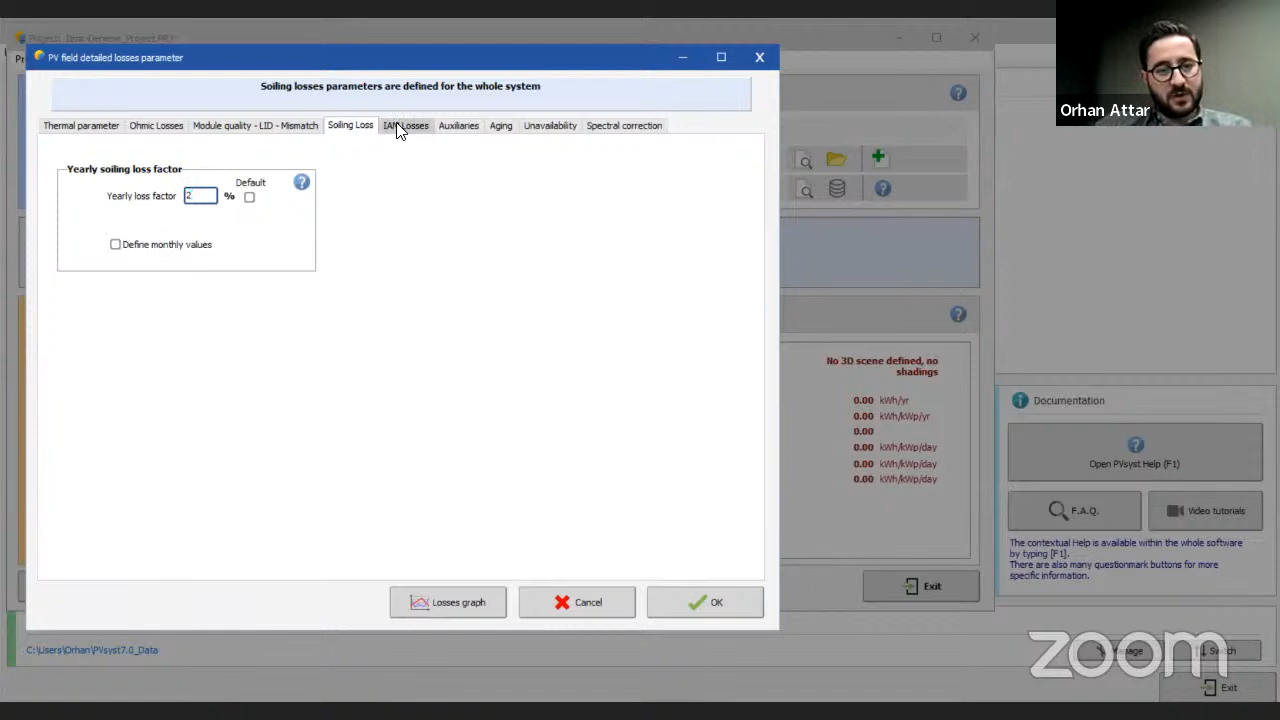 Project: Izmir-Derwens_Project.PRJ
PV field detailed losses parameter
Orhan Attar
Soiling losses parameters are defined for the whole system
Thermal parameter Ohmic Losses Module quality - LID - Mismatch Soiling Loss IAM Losses Auxiliaries Aging Unavailability Spectral correction
Yearly soiling loss factor
Default
Yearly loss factor 2 %
Define monthly values
No 3D scene defined, no
shadings
0.00 kWh/yr
0.00 kWh/kWp/yr
0.00
0.00 kWh/kWp/day
0.00 kWh/kWp/day
0.00 kWh/kWp/day
Documentation
Open PVsyst Help (F1)
F.A.Q. Video tutorials
The contextual Help is available within the whole software
by typing [F1].
There are also many questionmark buttons for more
specific information.
Losses graph Cancel OK
Exit
C:\Users\Orhan\PVsyst7.0_Data
Manage Switch
zoom
Exit